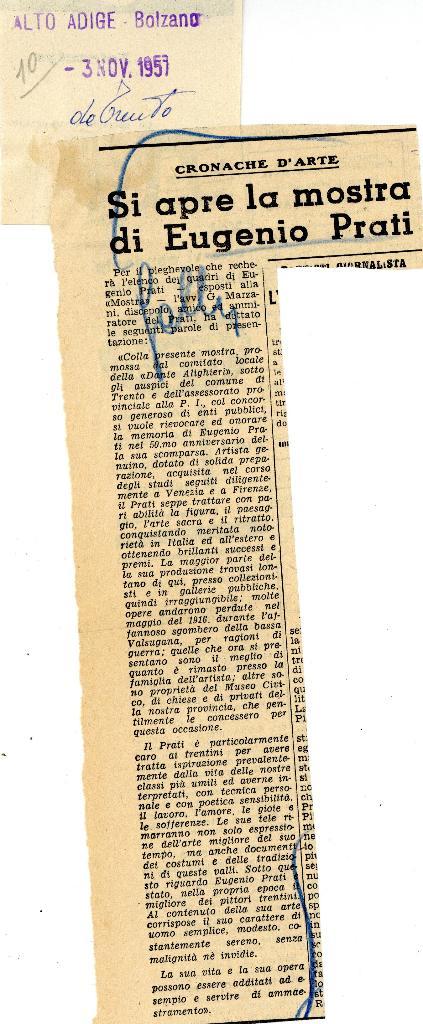 ALTO ADIGE - Bolzano
10
- 3 NOV. 1957
de Trento
CRONACHE D'ARTE
Si apre la mostra
di Eugenio Prati
GIORNALISTA
Per il pieghevole che reche-
rà l'elenco dei quadri di Eu-
genio Prati esposti alla
«Mostra l'avv. G. Marza-
ni, discepolo, amico ed ammi-
ratore del Prati, ha dettato
le seguenti parole di presen-
tazione:
«Colla presente mostra, pro-
mossa dal comitato locale
della «Dante Alighieri», sotto
gli auspici del comune di
Trento e dell'assessorato pro-
vinciale alla P. I., col concor-
so generoso di enti pubblici,
si vuole rievocare ed onorare
la memoria di Eugenio Pra-
ti nel 50.mo anniversario del-
la sua scomparsa. Artista ge-
nuino, dotato di solida prepa-
razione, acquisita nel corso
degli studi seguiti diligente-
mente a Venezia e a Firenze,
il Prati seppe trattare con pa-
ri abilità la figura, il paesag-
gio, l'arte sacra e il ritratto,
conquistando meritata noto-
rietà in Italia ed all'estero e
ottenendo brillanti successi e
premi. La maggior parte del-
la sua produzione trovasi lon-
tano di qui, presso collezioni-
sti e in gallerie pubbliche,
quindi irraggiungibile; molte
opere andarono perdute nel
maggio del 1916, durante l'af-
fannoso sgombero della bassa
Valsugana, per ragioni di
guerra; quelle che ora si pre-
sentano sono il meglio di
quanto è rimasto presso la
famiglia dell'artista; altre so-
no proprietà del Museo Civi-
co, di chiese e di privati del-
la nostra provincia, che gen-
tilmente le concessero per
questa occasione.
Il Prati è particolarmente
caro ai trentini per avere
tratta ispirazione prevalente-
mente dalla vita delle nostre
classi più umili ed averne in-
terpretati, con tecnica perso-
nale e con poetica sensibilità,
il lavoro, l'amore, le gioie e
le sofferenze. Le sue tele ri-
marranno non solo espressio-
ne dell'arte migliore del suo
tempo, ma anche documenti
dei costumi e delle tradizio-
ni di queste valli. Sotto que-
sto riguardo Eugenio Prati è
stato, nella propria epoca il
migliore dei pittori trentini.
Al contenuto della sua arte
corrispose il suo carattere di
uomo semplice, modesto, co-
stantemente sereno, senza
malignità nè invidie.
La sua vita e la sua opera
possono essere additati ad e-
sempio e servire di ammae-
stramento».